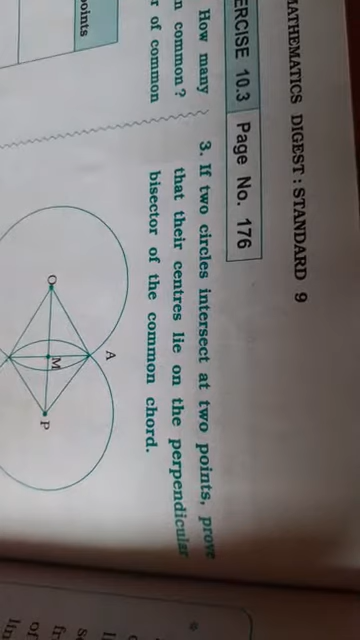 MATHEMATICS DIGEST : STANDARD 9
ERCISE 10.3 Page No. 176
How many
n common ?
r of common
points
3. If two circles intersect at two points, prove
that their centres lie on the perpendicular
bisector of the common chord.
A
O
M
P